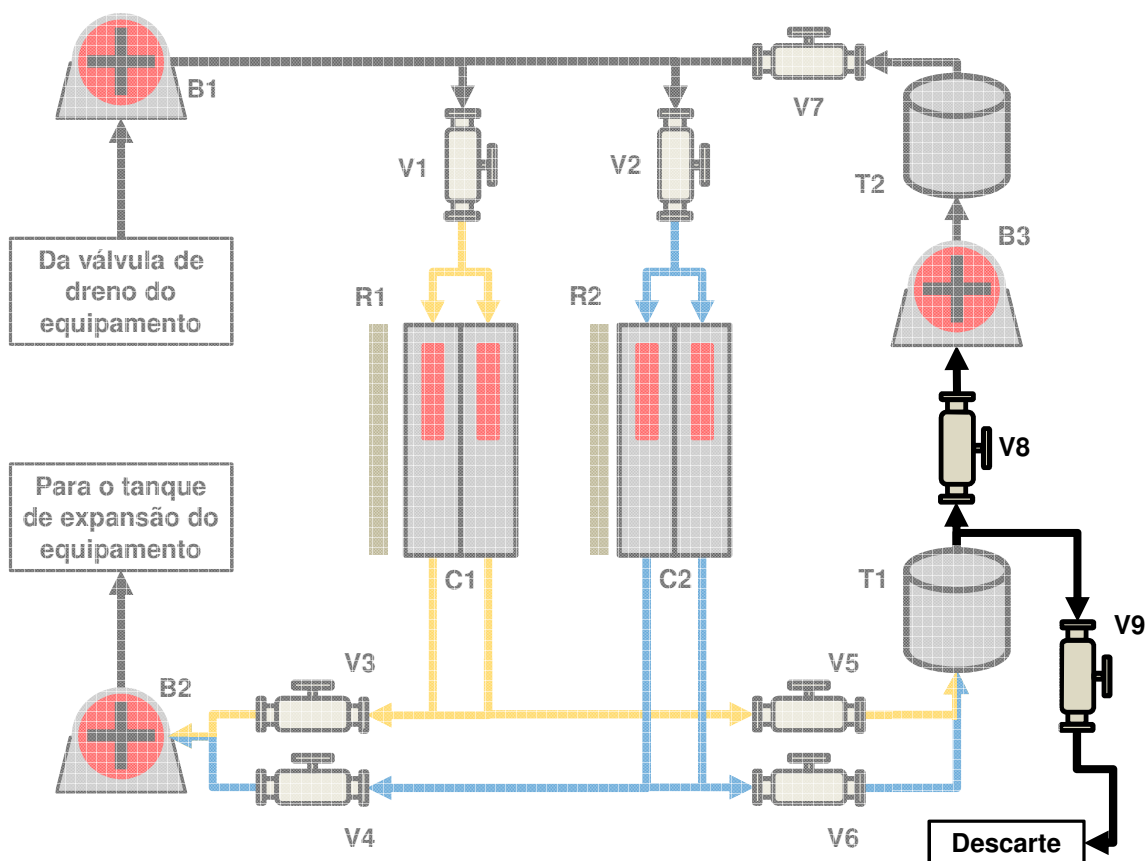 B1
V7
V1
V2
T2
B3
Da válvula de
dreno do
equipamento
R1
R2
V8
Para o tanque
de expansão do
equipamento
C1
C2
T1
V9
V3
V5
B2
V4
V6
Descarte